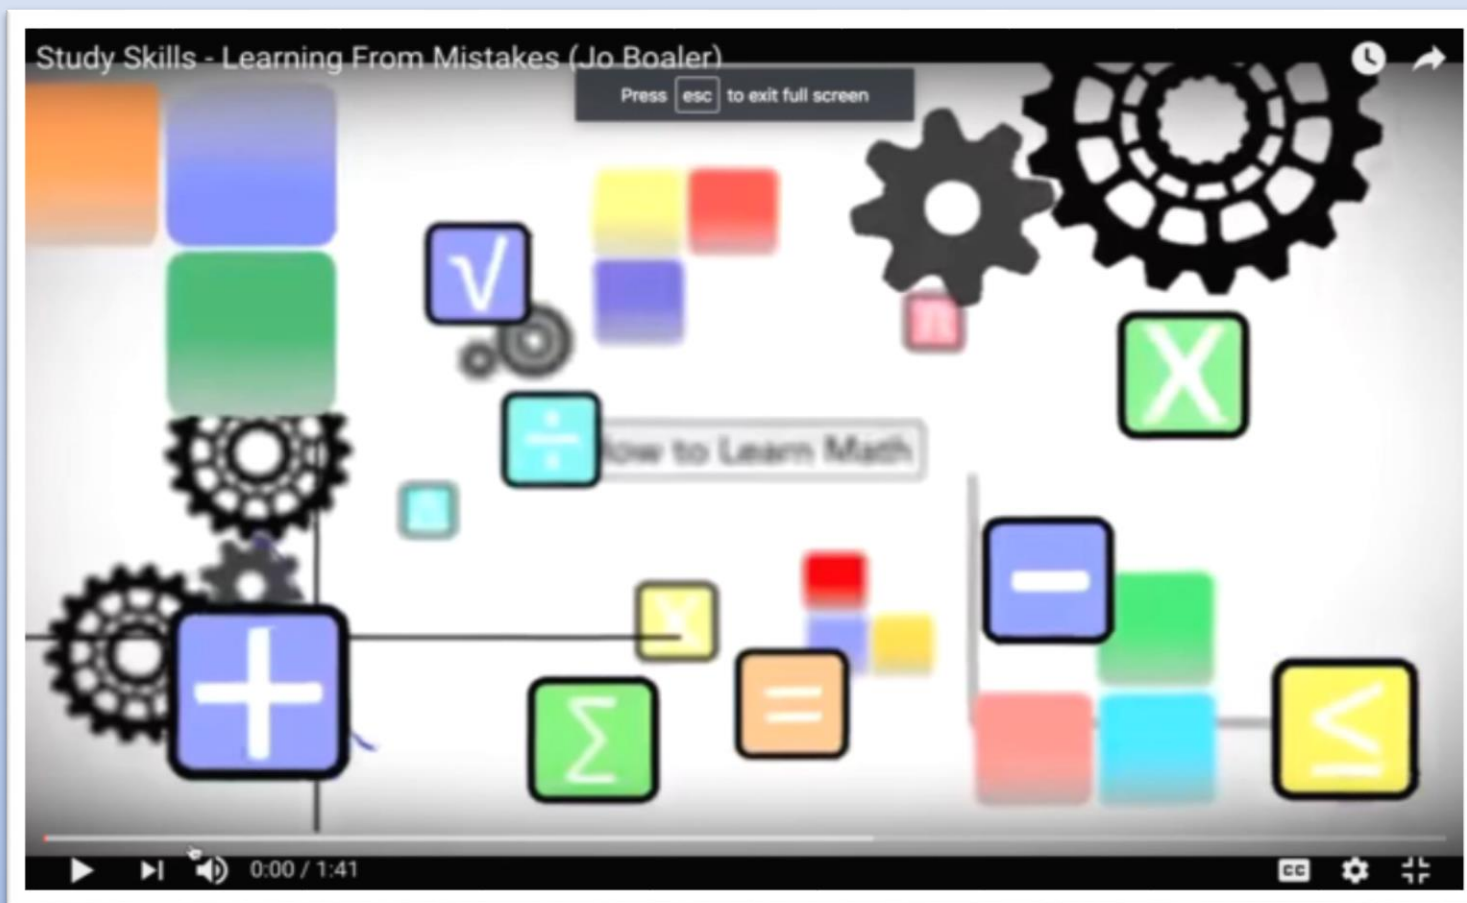 Study Skills - Learning From Mistakes (Jo Boaler)
Press esc to exit full screen
√
n
X
÷
How to Learn Math
−
X
+
Σ
=
≤
0:00 / 1:41
CC